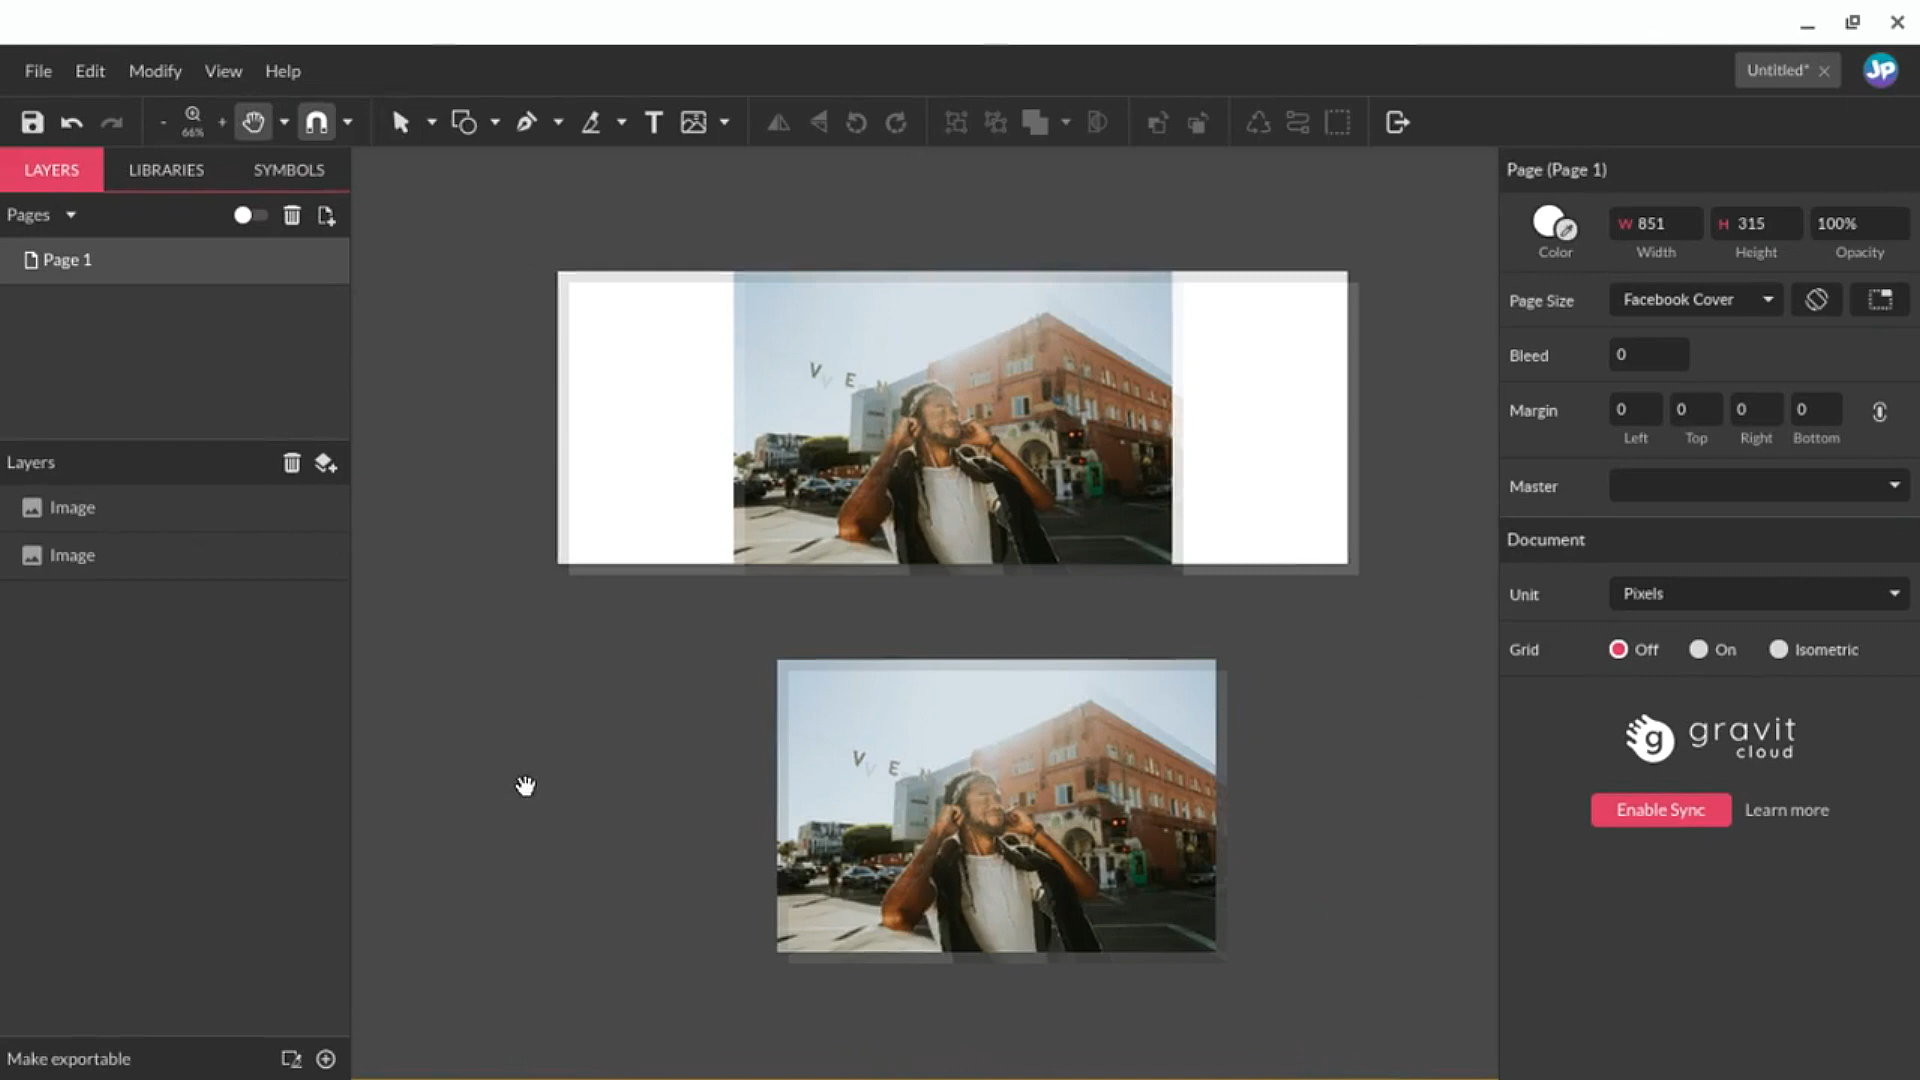 File Edit Modify View Help
Untitled*
JP
66%
LAYERS LIBRARIES SYMBOLS
Pages
Page 1
Layers
Image
Image
Make exportable
V E N
V E N
Page (Page 1)
W 851 H 315 100%
Color Width Height Opacity
Page Size Facebook Cover
Bleed 0
Margin 0 0 0 0
Left Top Right Bottom
Master
Document
Unit Pixels
Grid Off On Isometric
gravit
cloud
Enable Sync Learn more